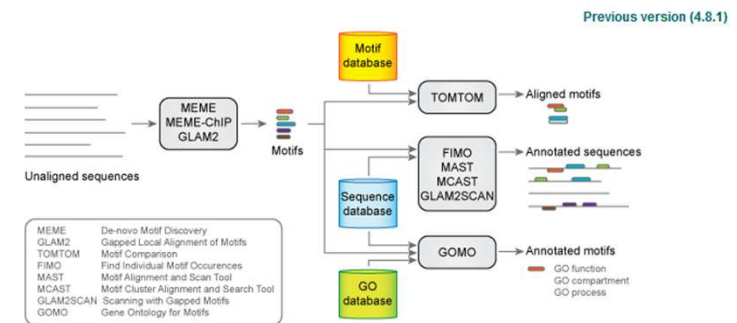 Previous version (4.8.1)
Motif
database
MEME
MEME-ChIP
GLAM2
Motifs
TOMTOM
Aligned motifs
Unaligned sequences
FIMO
MAST
MCAST
GLAM2SCAN
Annotated sequences
Sequence
database
GOMO
Annotated motifs
GO function
GO compartment
GO process
GO
database
MEME De-novo Motif Discovery
GLAM2 Gapped Local Alignment of Motifs
TOMTOM Motif Comparison
FIMO Find Individual Motif Occurences
MAST Motif Alignment and Scan Tool
MCAST Motif Cluster Alignment and Search Tool
GLAM2SCAN Scanning with Gapped Motifs
GOMO Gene Ontology for Motifs